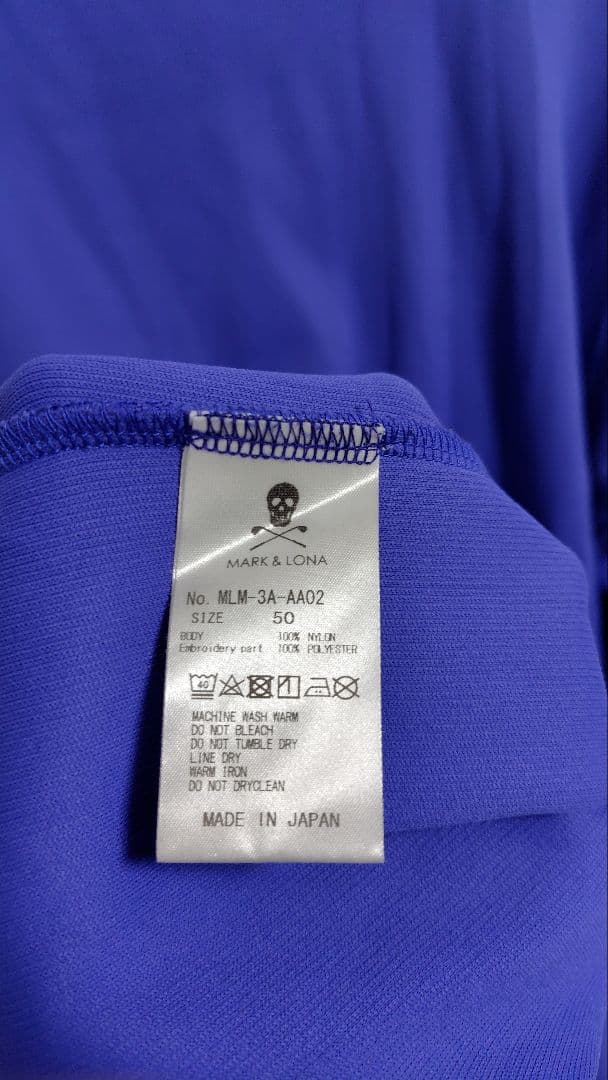 MARK & LONA
No. MLM-3A-AA02
SIZE 50
BODY 100% NYLON
Embroidery part 100% POLYESTER
40
MACHINE WASH WARM
DO NOT BLEACH
DO NOT TUMBLE DRY
LINE DRY
WARM IRON
DO NOT DRYCLEAN
MADE IN JAPAN